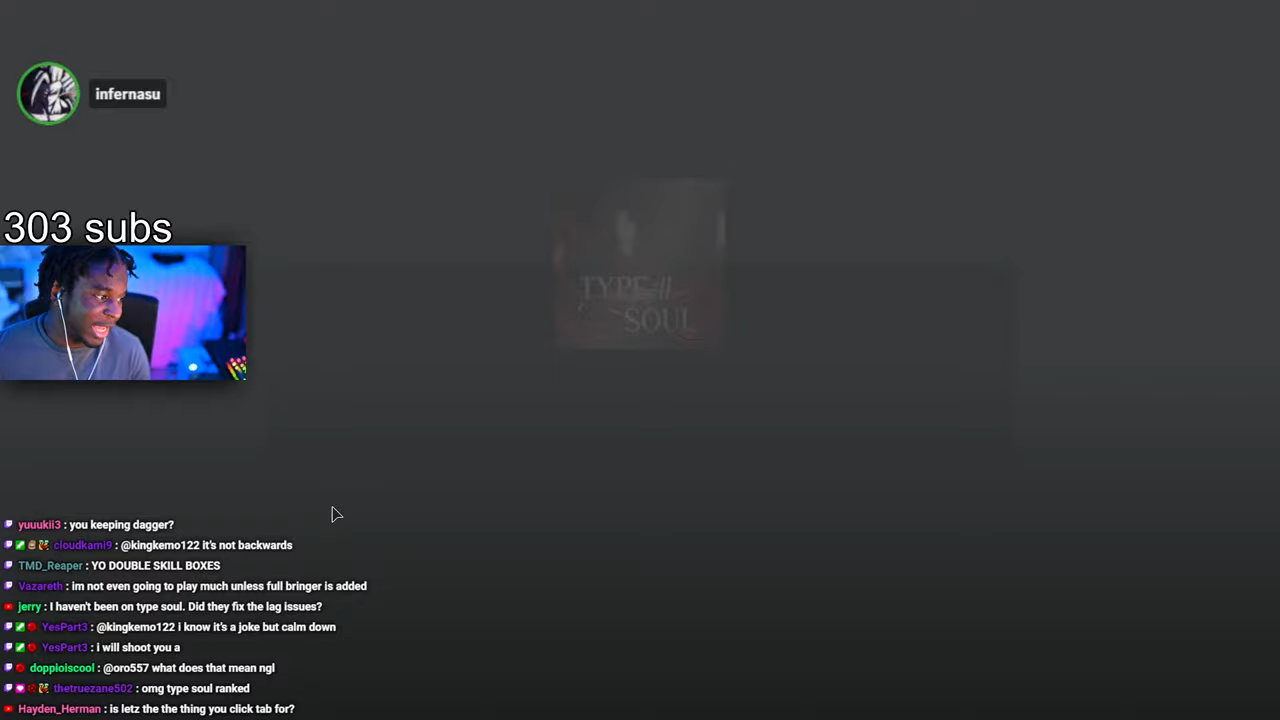 infernasu
303 subs
TYPE //
SOUL
yuuukii3 : you keeping dagger?
cloudkami9 : @kingkemo122 it's not backwards
TMD_Reaper : YO DOUBLE SKILL BOXES
Vazareth : im not even going to play much unless full bringer is added
jerry : I haven't been on type soul. Did they fix the lag issues?
YesPart3 : @kingkemo122 i know it's a joke but calm down
YesPart3 : i will shoot you a
doppioiscool : @oro557 what does that mean ngl
thetruezane502 : omg type soul ranked
Hayden_Herman : is letz the the thing you click tab for?